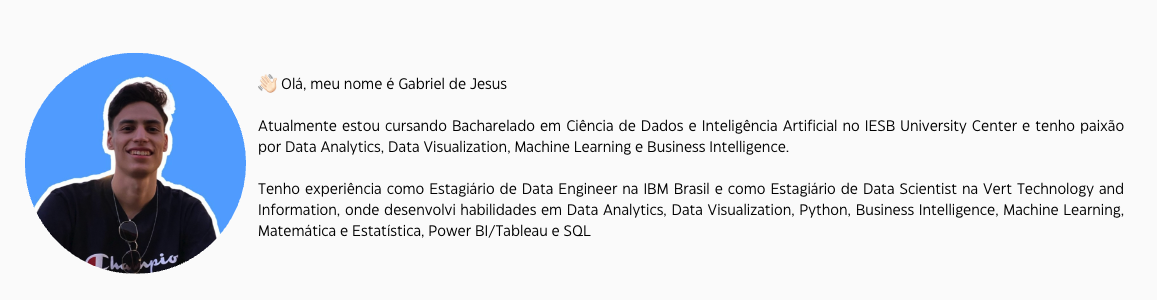 👋🏻 Olá, meu nome é Gabriel de Jesus
Atualmente estou cursando Bacharelado em Ciência de Dados e Inteligência Artificial no IESB University Center e tenho paixão
por Data Analytics, Data Visualization, Machine Learning e Business Intelligence.
Tenho experiência como Estagiário de Data Engineer na IBM Brasil e como Estagiário de Data Scientist na Vert Technology and
Information, onde desenvolvi habilidades em Data Analytics, Data Visualization, Python, Business Intelligence, Machine Learning,
Matemática e Estatística, Power BI/Tableau e SQL
Champio